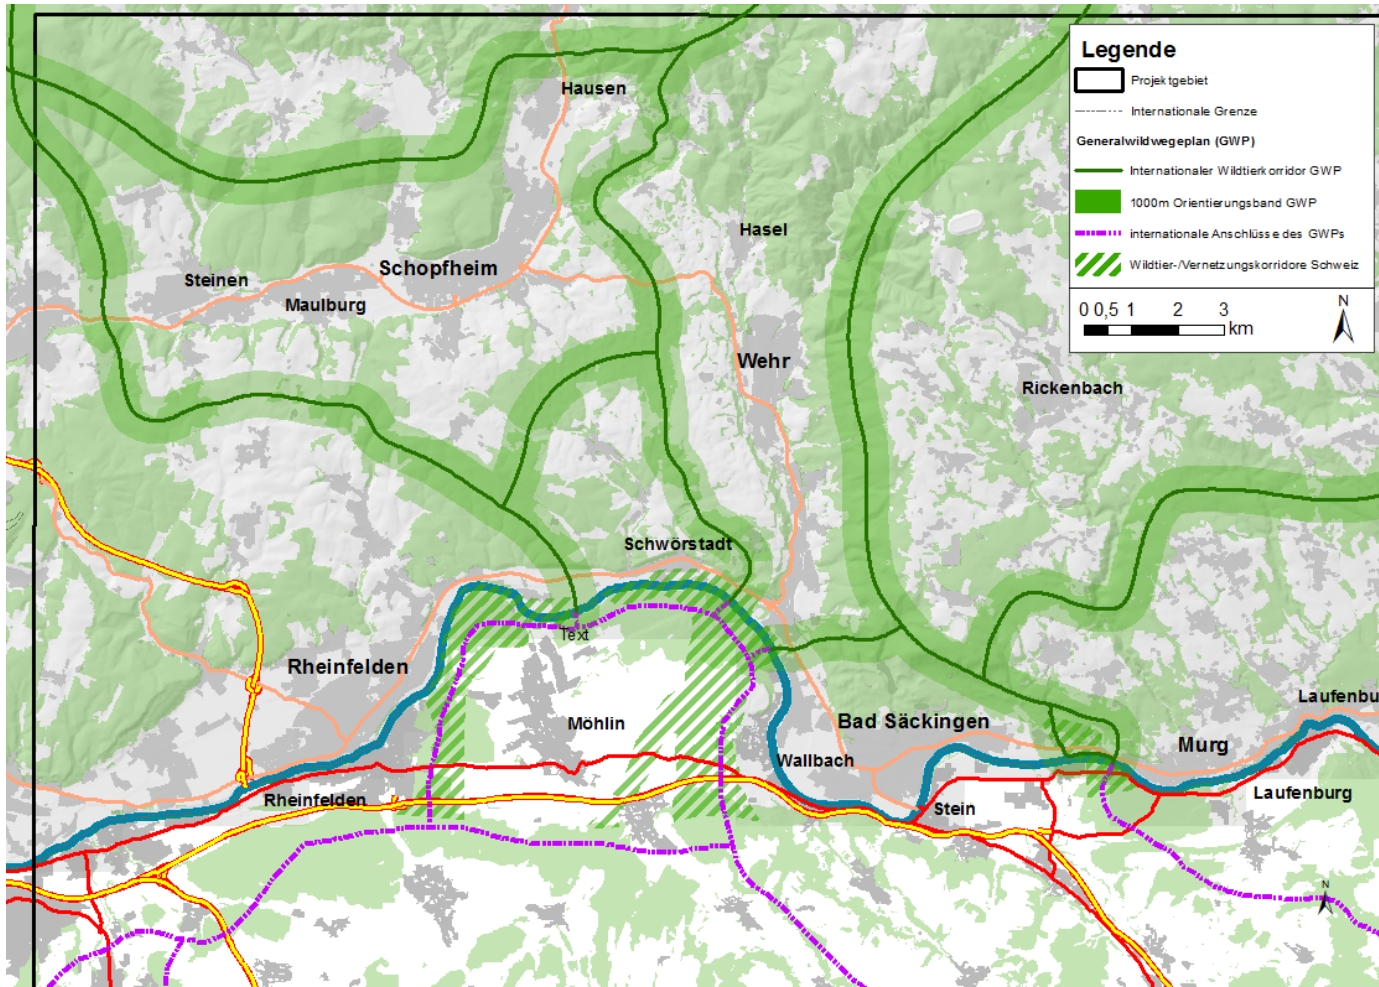 Legende
Projektgebiet
Internationale Grenze
Generalwildwegeplan (GWP)
Internationaler Wildtierkorridor GWP
1000m Orientierungsband GWP
internationale Anschlüsse des GWPs
Wildtier-/Vernetzungskorridore Schweiz
0 0,5 1 2 3
km
N
Hausen
Hasel
Steinen
Schopfheim
Maulburg
Wehr
Rickenbach
Schwörstadt
Text
Rheinfelden
Möhlin
Bad Säckingen
Laufenbu
Murg
Wallbach
Rheinfelden
Stein
Laufenburg
N